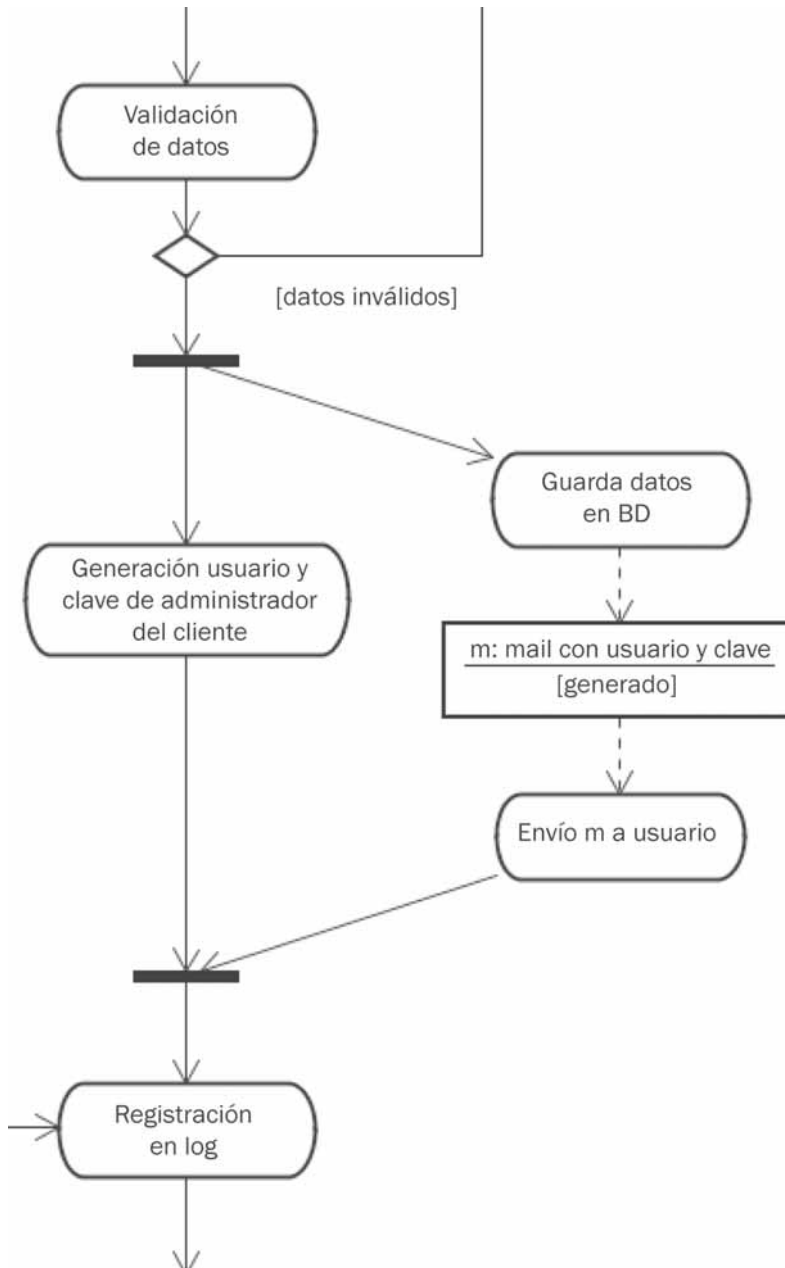 Validación
de datos
[datos inválidos]
Guarda datos
en BD
Generación usuario y
clave de administrador
del cliente
m: mail con usuario y clave
[generado]
Envío m a usuario
Registración
en log